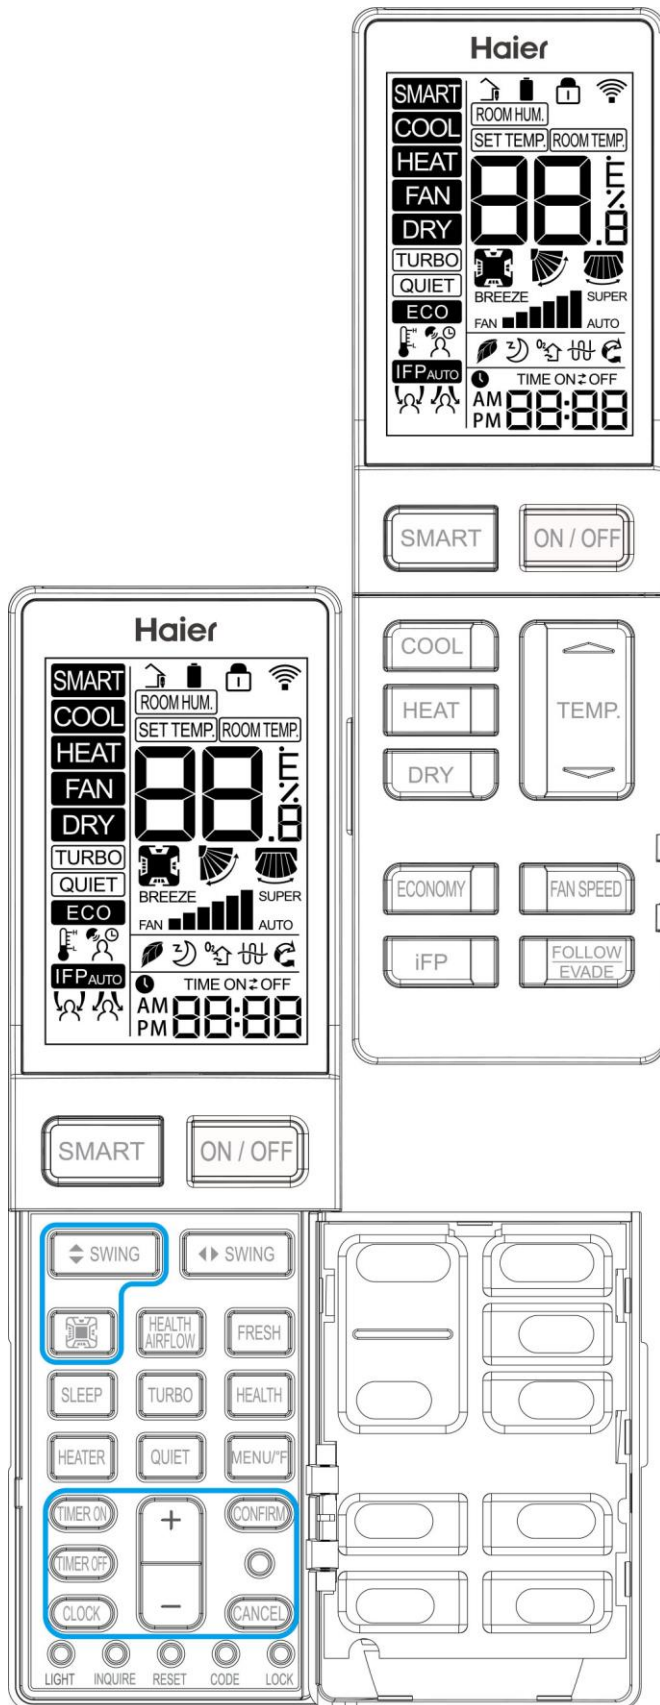 Haier
SMART
COOL
HEAT
FAN
DRY
TURBO
QUIET
ECO
IFP AUTO
ROOM HUM.
SET TEMP. ROOM TEMP.
88 E % .8
BREEZE SUPER
FAN AUTO
TIME ON OFF
AM
PM 88:88
SMART ON / OFF
COOL
HEAT TEMP.
DRY
ECONOMY FAN SPEED
iFP FOLLOW
EVADE
Haier
SMART
COOL
HEAT
FAN
DRY
TURBO
QUIET
ECO
IFP AUTO
ROOM HUM.
SET TEMP. ROOM TEMP.
88 E % .8
BREEZE SUPER
FAN AUTO
TIME ON OFF
AM
PM 88:88
SMART ON / OFF
SWING SWING
HEALTH
AIRFLOW FRESH
SLEEP TURBO HEALTH
HEATER QUIET MENU/°F
TIMER ON + CONFIRM
TIMER OFF
CLOCK − CANCEL
LIGHT INQUIRE RESET CODE LOCK